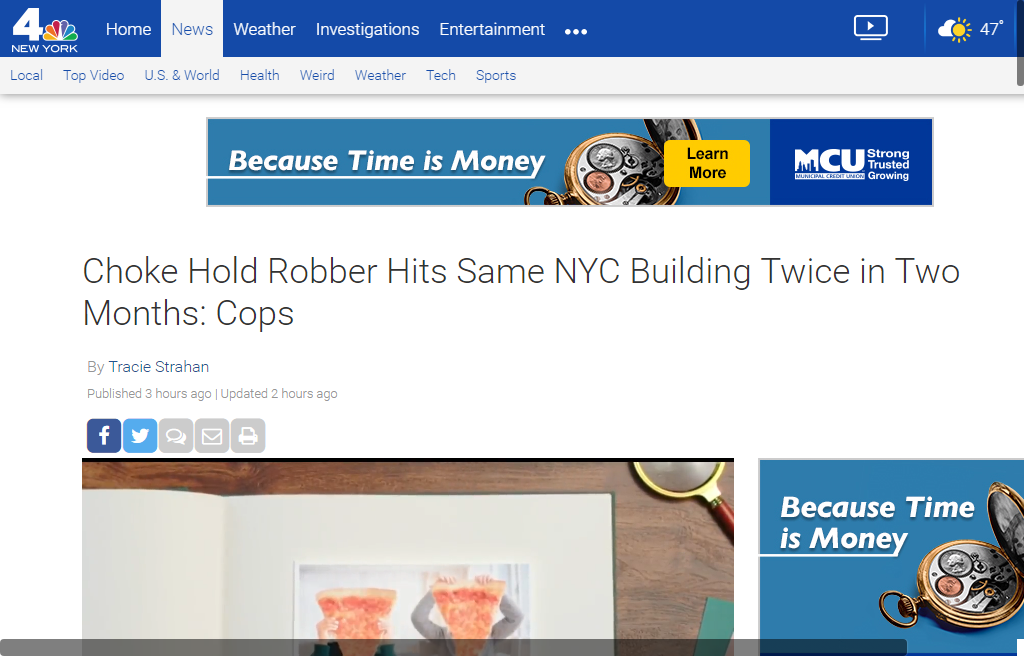 4
NEW YORK
Home News Weather Investigations Entertainment ••• 47°
Local Top Video U.S. & World Health Weird Weather Tech Sports
Because Time is Money
Learn
More
MCU
MUNICIPAL CREDIT UNION
Strong
Trusted
Growing
Choke Hold Robber Hits Same NYC Building Twice in Two
Months: Cops
By Tracie Strahan
Published 3 hours ago | Updated 2 hours ago
Because Time
is Money